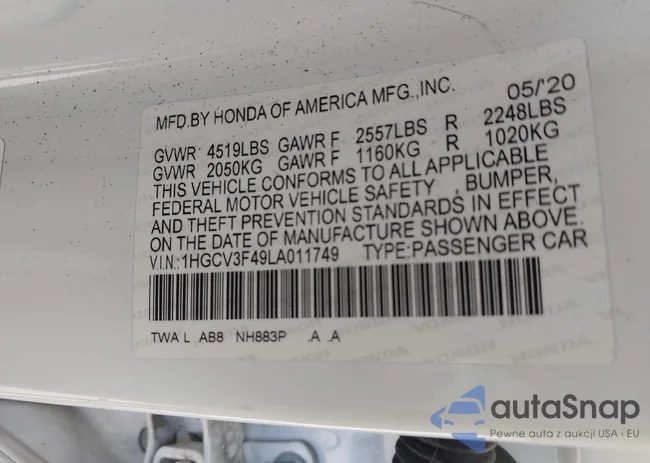 MFD.BY HONDA OF AMERICA MFG.,INC. 05/'20
GVWR 4519LBS GAWR F 2557LBS R 2248LBS
GVWR 2050KG GAWR F 1160KG R 1020KG
THIS VEHICLE CONFORMS TO ALL APPLICABLE
FEDERAL MOTOR VEHICLE SAFETY , BUMPER,
AND THEFT PREVENTION STANDARDS IN EFFECT
ON THE DATE OF MANUFACTURE SHOWN ABOVE.
V.I.N.:1HGCV3F49LA011749 TYPE:PASSENGER CAR
TWA L AB8 NH883P .A .A
autaSnap
Pewne auta z aukcji USA i EU